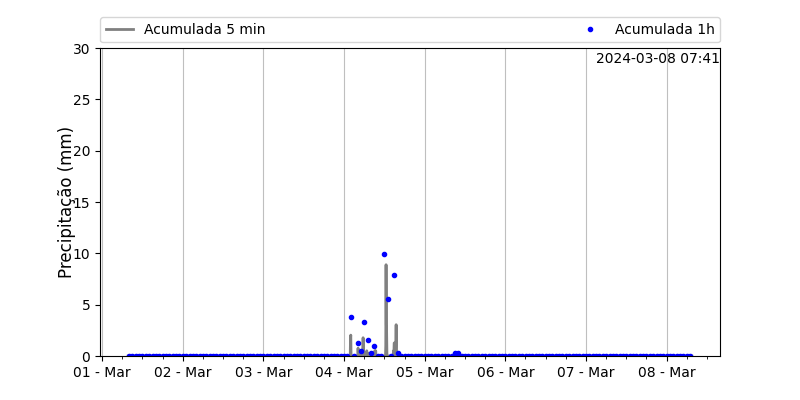 Acumulada 5 min
Acumulada 1h
2024-03-08 07:41
Precipitação (mm)
30
25
20
15
10
5
0
01 - Mar
02 - Mar
03 - Mar
04 - Mar
05 - Mar
06 - Mar
07 - Mar
08 - Mar